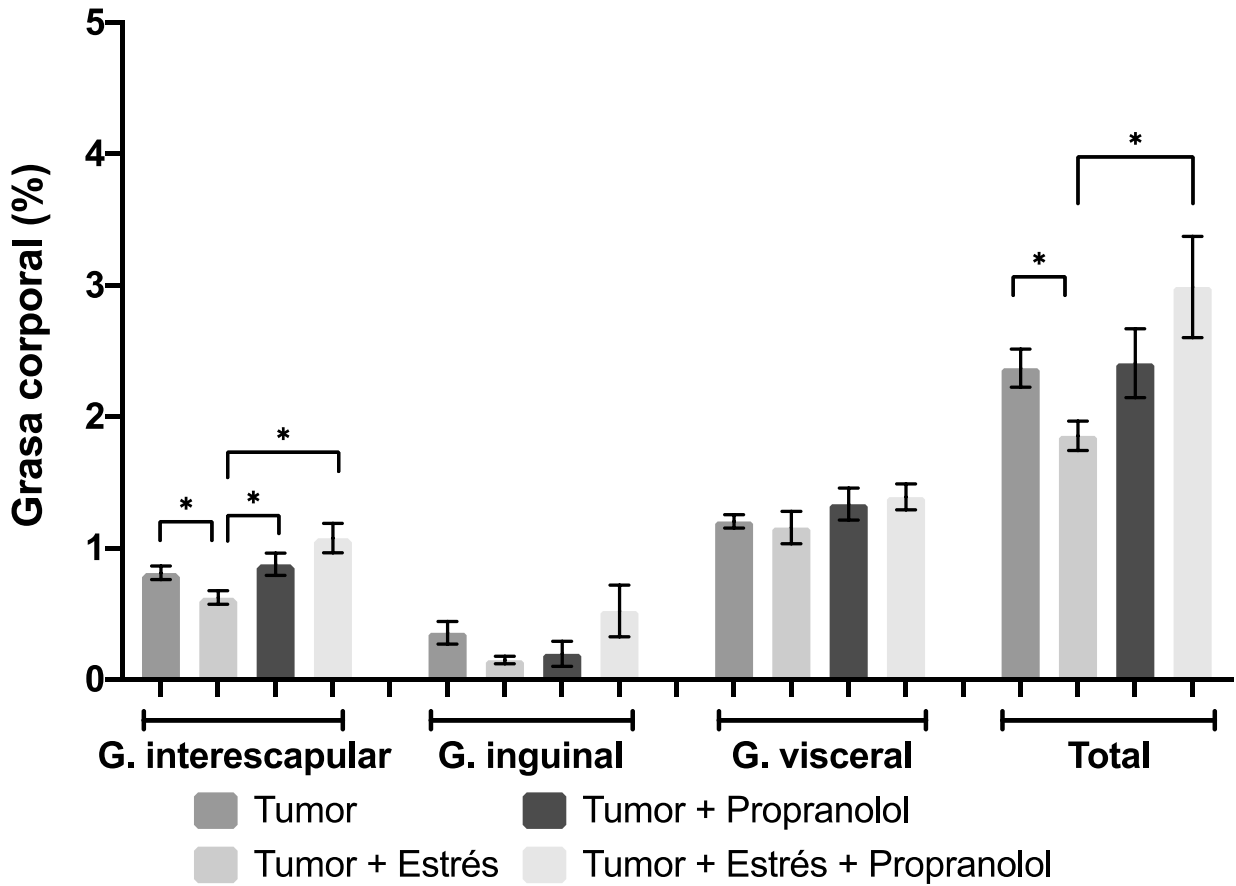 Grasa corporal (%)
5
4
3
2
1
0
*
*
*
*
*
G. interescapular
G. inguinal
G. visceral
Total
Tumor
Tumor + Propranolol
Tumor + Estrés
Tumor + Estrés + Propranolol